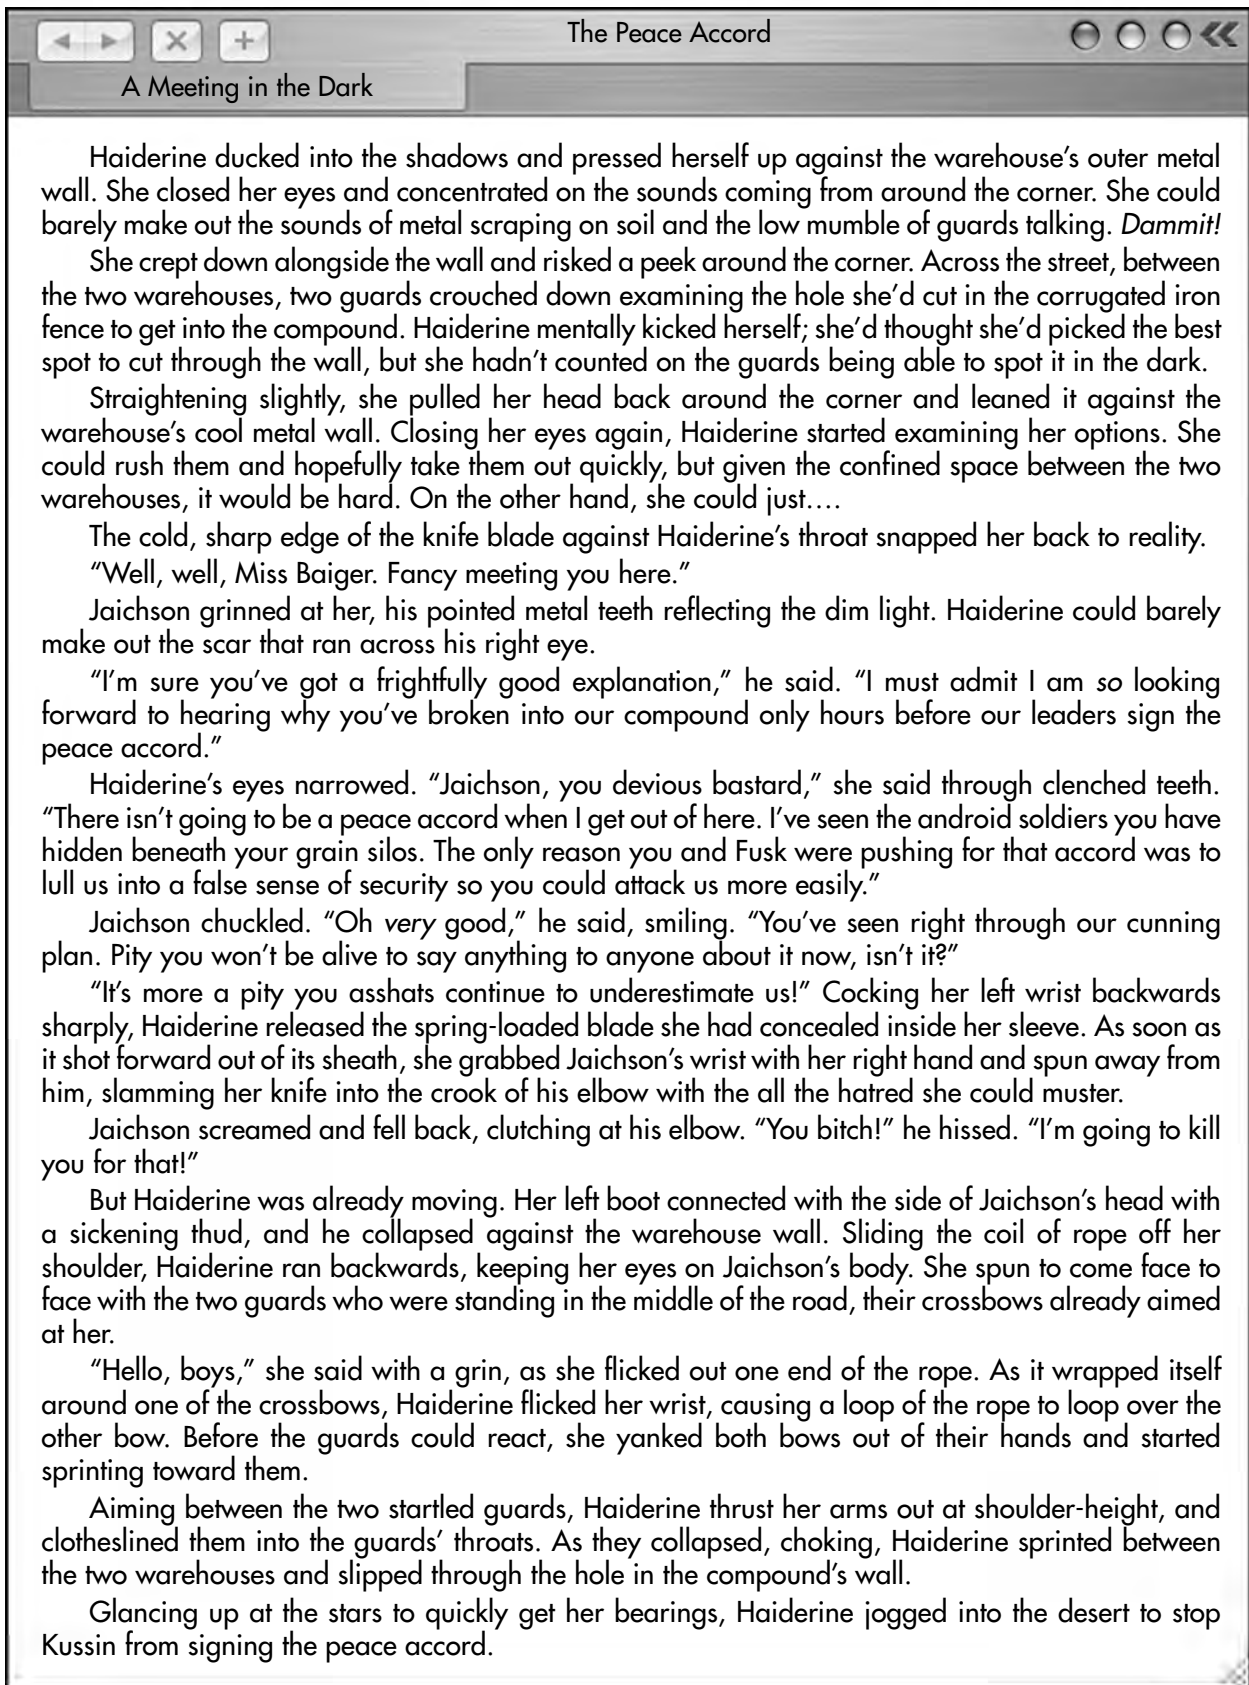 The Peace Accord
A Meeting in the Dark
Haiderine ducked into the shadows and pressed herself up against the warehouse’s outer metal
wall. She closed her eyes and concentrated on the sounds coming from around the corner. She could
barely make out the sounds of metal scraping on soil and the low mumble of guards talking. Dammit!
She crept down alongside the wall and risked a peek around the corner. Across the street, between
the two warehouses, two guards crouched down examining the hole she’d cut in the corrugated iron
fence to get into the compound. Haiderine mentally kicked herself; she’d thought she’d picked the best
spot to cut through the wall, but she hadn’t counted on the guards being able to spot it in the dark.
Straightening slightly, she pulled her head back around the corner and leaned it against the
warehouse’s cool metal wall. Closing her eyes again, Haiderine started examining her options. She
could rush them and hopefully take them out quickly, but given the confined space between the two
warehouses, it would be hard. On the other hand, she could just….
The cold, sharp edge of the knife blade against Haiderine’s throat snapped her back to reality.
“Well, well, Miss Baiger. Fancy meeting you here.”
Jaichson grinned at her, his pointed metal teeth reflecting the dim light. Haiderine could barely
make out the scar that ran across his right eye.
“I’m sure you’ve got a frightfully good explanation,” he said. “I must admit I am so looking
forward to hearing why you’ve broken into our compound only hours before our leaders sign the
peace accord.”
Haiderine’s eyes narrowed. “Jaichson, you devious bastard,” she said through clenched teeth.
“There isn’t going to be a peace accord when I get out of here. I’ve seen the android soldiers you have
hidden beneath your grain silos. The only reason you and Fusk were pushing for that accord was to
lull us into a false sense of security so you could attack us more easily.”
Jaichson chuckled. “Oh very good,” he said, smiling. “You’ve seen right through our cunning
plan. Pity you won’t be alive to say anything to anyone about it now, isn’t it?”
“It’s more a pity you asshats continue to underestimate us!” Cocking her left wrist backwards
sharply, Haiderine released the spring-loaded blade she had concealed inside her sleeve. As soon as
it shot forward out of its sheath, she grabbed Jaichson’s wrist with her right hand and spun away from
him, slamming her knife into the crook of his elbow with the all the hatred she could muster.
Jaichson screamed and fell back, clutching at his elbow. “You bitch!” he hissed. “I’m going to kill
you for that!”
But Haiderine was already moving. Her left boot connected with the side of Jaichson’s head with
a sickening thud, and he collapsed against the warehouse wall. Sliding the coil of rope off her
shoulder, Haiderine ran backwards, keeping her eyes on Jaichson’s body. She spun to come face to
face with the two guards who were standing in the middle of the road, their crossbows already aimed
at her.
“Hello, boys,” she said with a grin, as she flicked out one end of the rope. As it wrapped itself
around one of the crossbows, Haiderine flicked her wrist, causing a loop of the rope to loop over the
other bow. Before the guards could react, she yanked both bows out of their hands and started
sprinting toward them.
Aiming between the two startled guards, Haiderine thrust her arms out at shoulder-height, and
clotheslined them into the guards’ throats. As they collapsed, choking, Haiderine sprinted between
the two warehouses and slipped through the hole in the compound’s wall.
Glancing up at the stars to quickly get her bearings, Haiderine jogged into the desert to stop
Kussin from signing the peace accord.